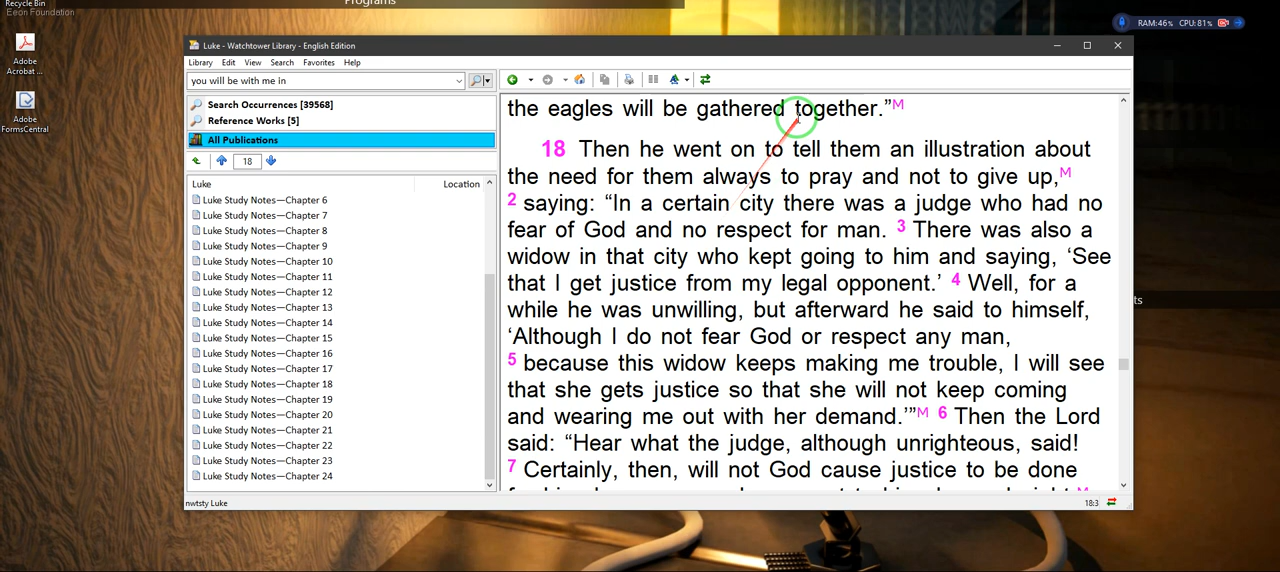 Recycle Bin
Eeon Foundation
Programs
Adobe
Acrobat ...
Adobe
FormsCentral
RAM:46% CPU:81%
Luke - Watchtower Library - English Edition
Library Edit View Search Favorites Help
you will be with me in
Search Occurrences [39568]
Reference Works [5]
All Publications
18
Luke Location
Luke Study Notes—Chapter 6
Luke Study Notes—Chapter 7
Luke Study Notes—Chapter 8
Luke Study Notes—Chapter 9
Luke Study Notes—Chapter 10
Luke Study Notes—Chapter 11
Luke Study Notes—Chapter 12
Luke Study Notes—Chapter 13
Luke Study Notes—Chapter 14
Luke Study Notes—Chapter 15
Luke Study Notes—Chapter 16
Luke Study Notes—Chapter 17
Luke Study Notes—Chapter 18
Luke Study Notes—Chapter 19
Luke Study Notes—Chapter 20
Luke Study Notes—Chapter 21
Luke Study Notes—Chapter 22
Luke Study Notes—Chapter 23
Luke Study Notes—Chapter 24
the eagles will be gathered together.”M
18 Then he went on to tell them an illustration about
the need for them always to pray and not to give up,M
2 saying: “In a certain city there was a judge who had no
fear of God and no respect for man. 3 There was also a
widow in that city who kept going to him and saying, ‘See
that I get justice from my legal opponent.’ 4 Well, for a
while he was unwilling, but afterward he said to himself,
‘Although I do not fear God or respect any man,
5 because this widow keeps making me trouble, I will see
that she gets justice so that she will not keep coming
and wearing me out with her demand.’”M 6 Then the Lord
said: “Hear what the judge, although unrighteous, said!
7 Certainly, then, will not God cause justice to be done
nwtsty Luke
18:3
ts